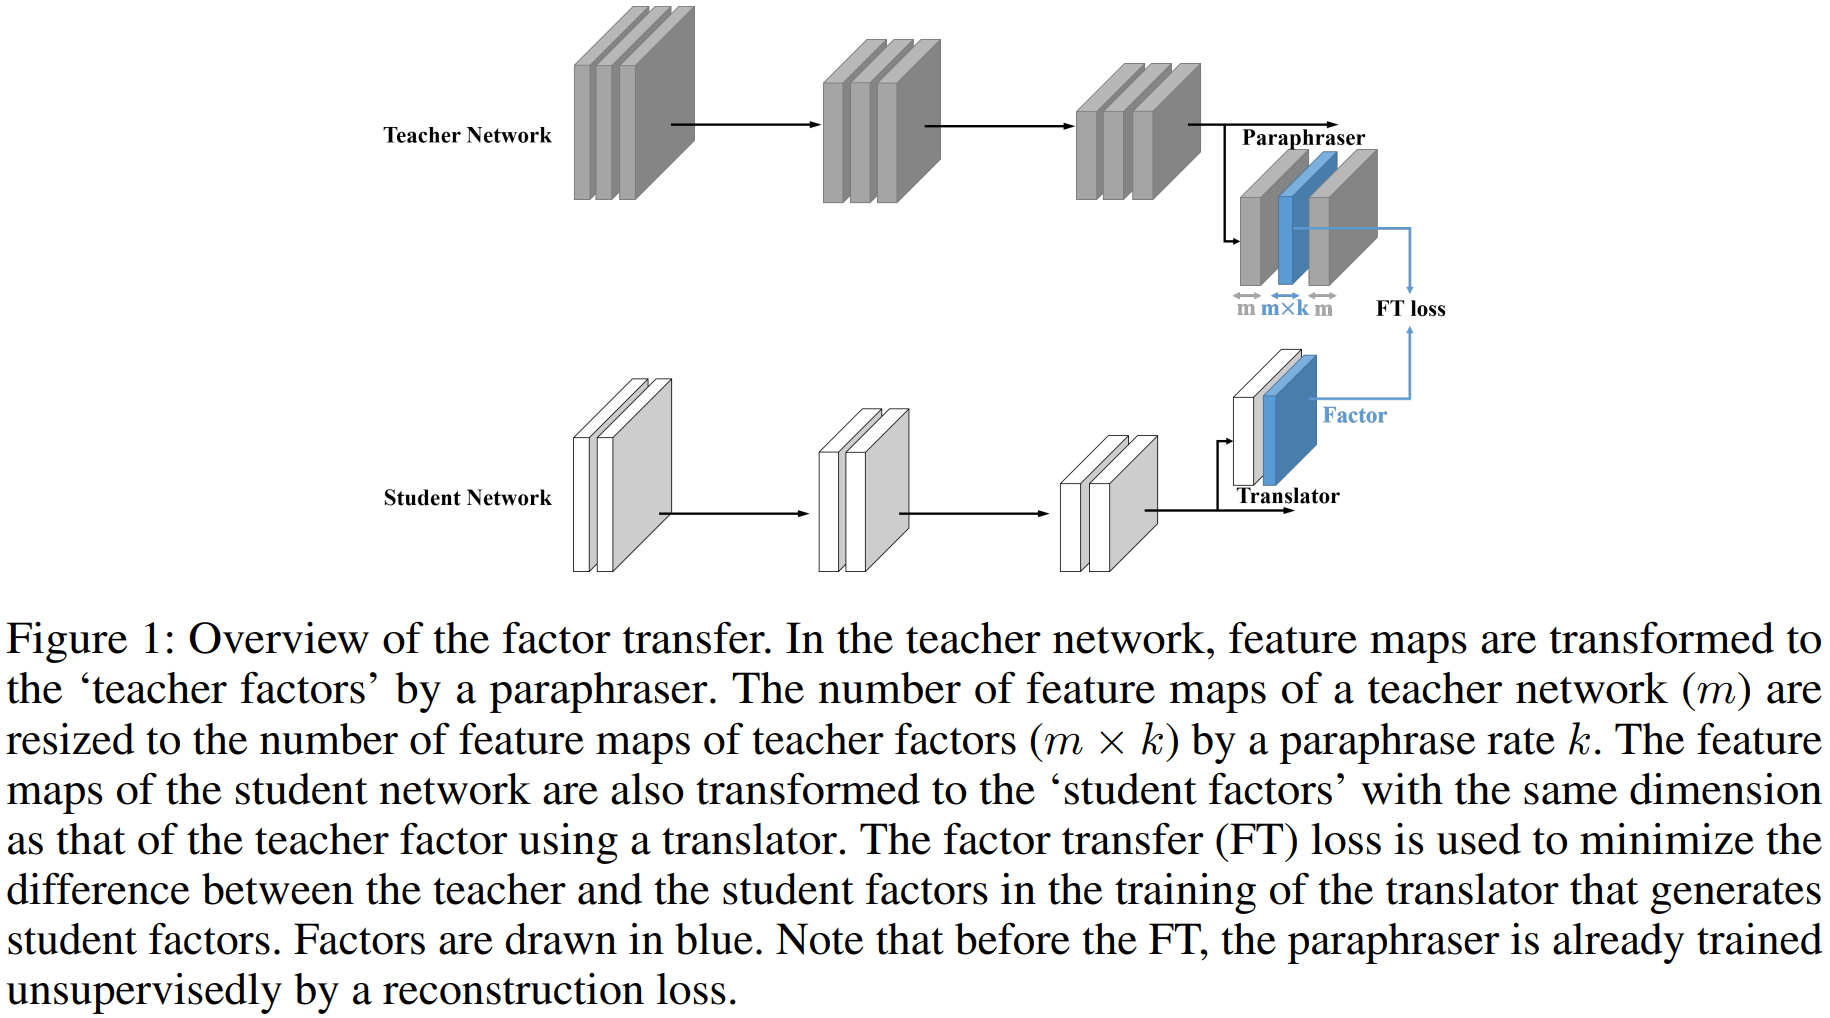 Teacher Network
Paraphraser
m m×k m
FT loss
Factor
Student Network
Translator
Figure 1: Overview of the factor transfer. In the teacher network, feature maps are transformed to
the ‘teacher factors’ by a paraphraser. The number of feature maps of a teacher network (m) are
resized to the number of feature maps of teacher factors (m × k) by a paraphrase rate k. The feature
maps of the student network are also transformed to the ‘student factors’ with the same dimension
as that of the teacher factor using a translator. The factor transfer (FT) loss is used to minimize the
difference between the teacher and the student factors in the training of the translator that generates
student factors. Factors are drawn in blue. Note that before the FT, the paraphraser is already trained
unsupervisedly by a reconstruction loss.